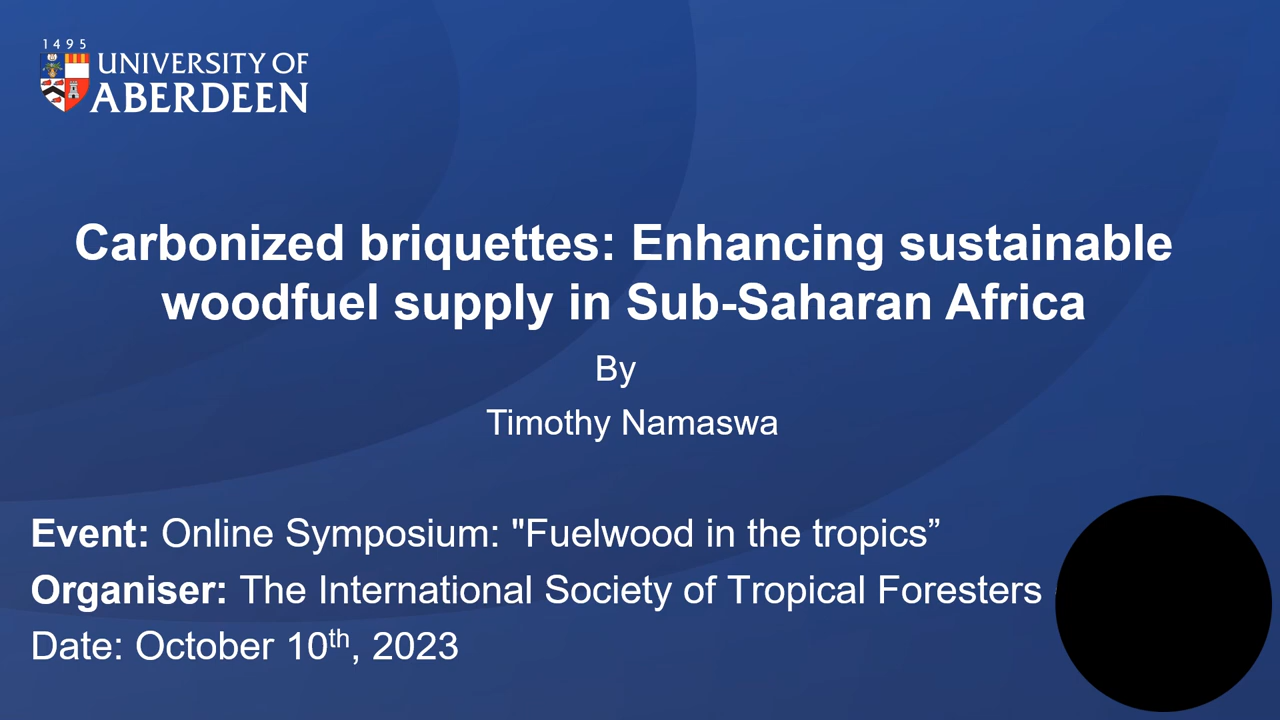 1495
UNIVERSITY OF
ABERDEEN
Carbonized briquettes: Enhancing sustainable
woodfuel supply in Sub-Saharan Africa
By
Timothy Namaswa
Event: Online Symposium: "Fuelwood in the tropics”
Organiser: The International Society of Tropical Foresters
Date: October 10th, 2023